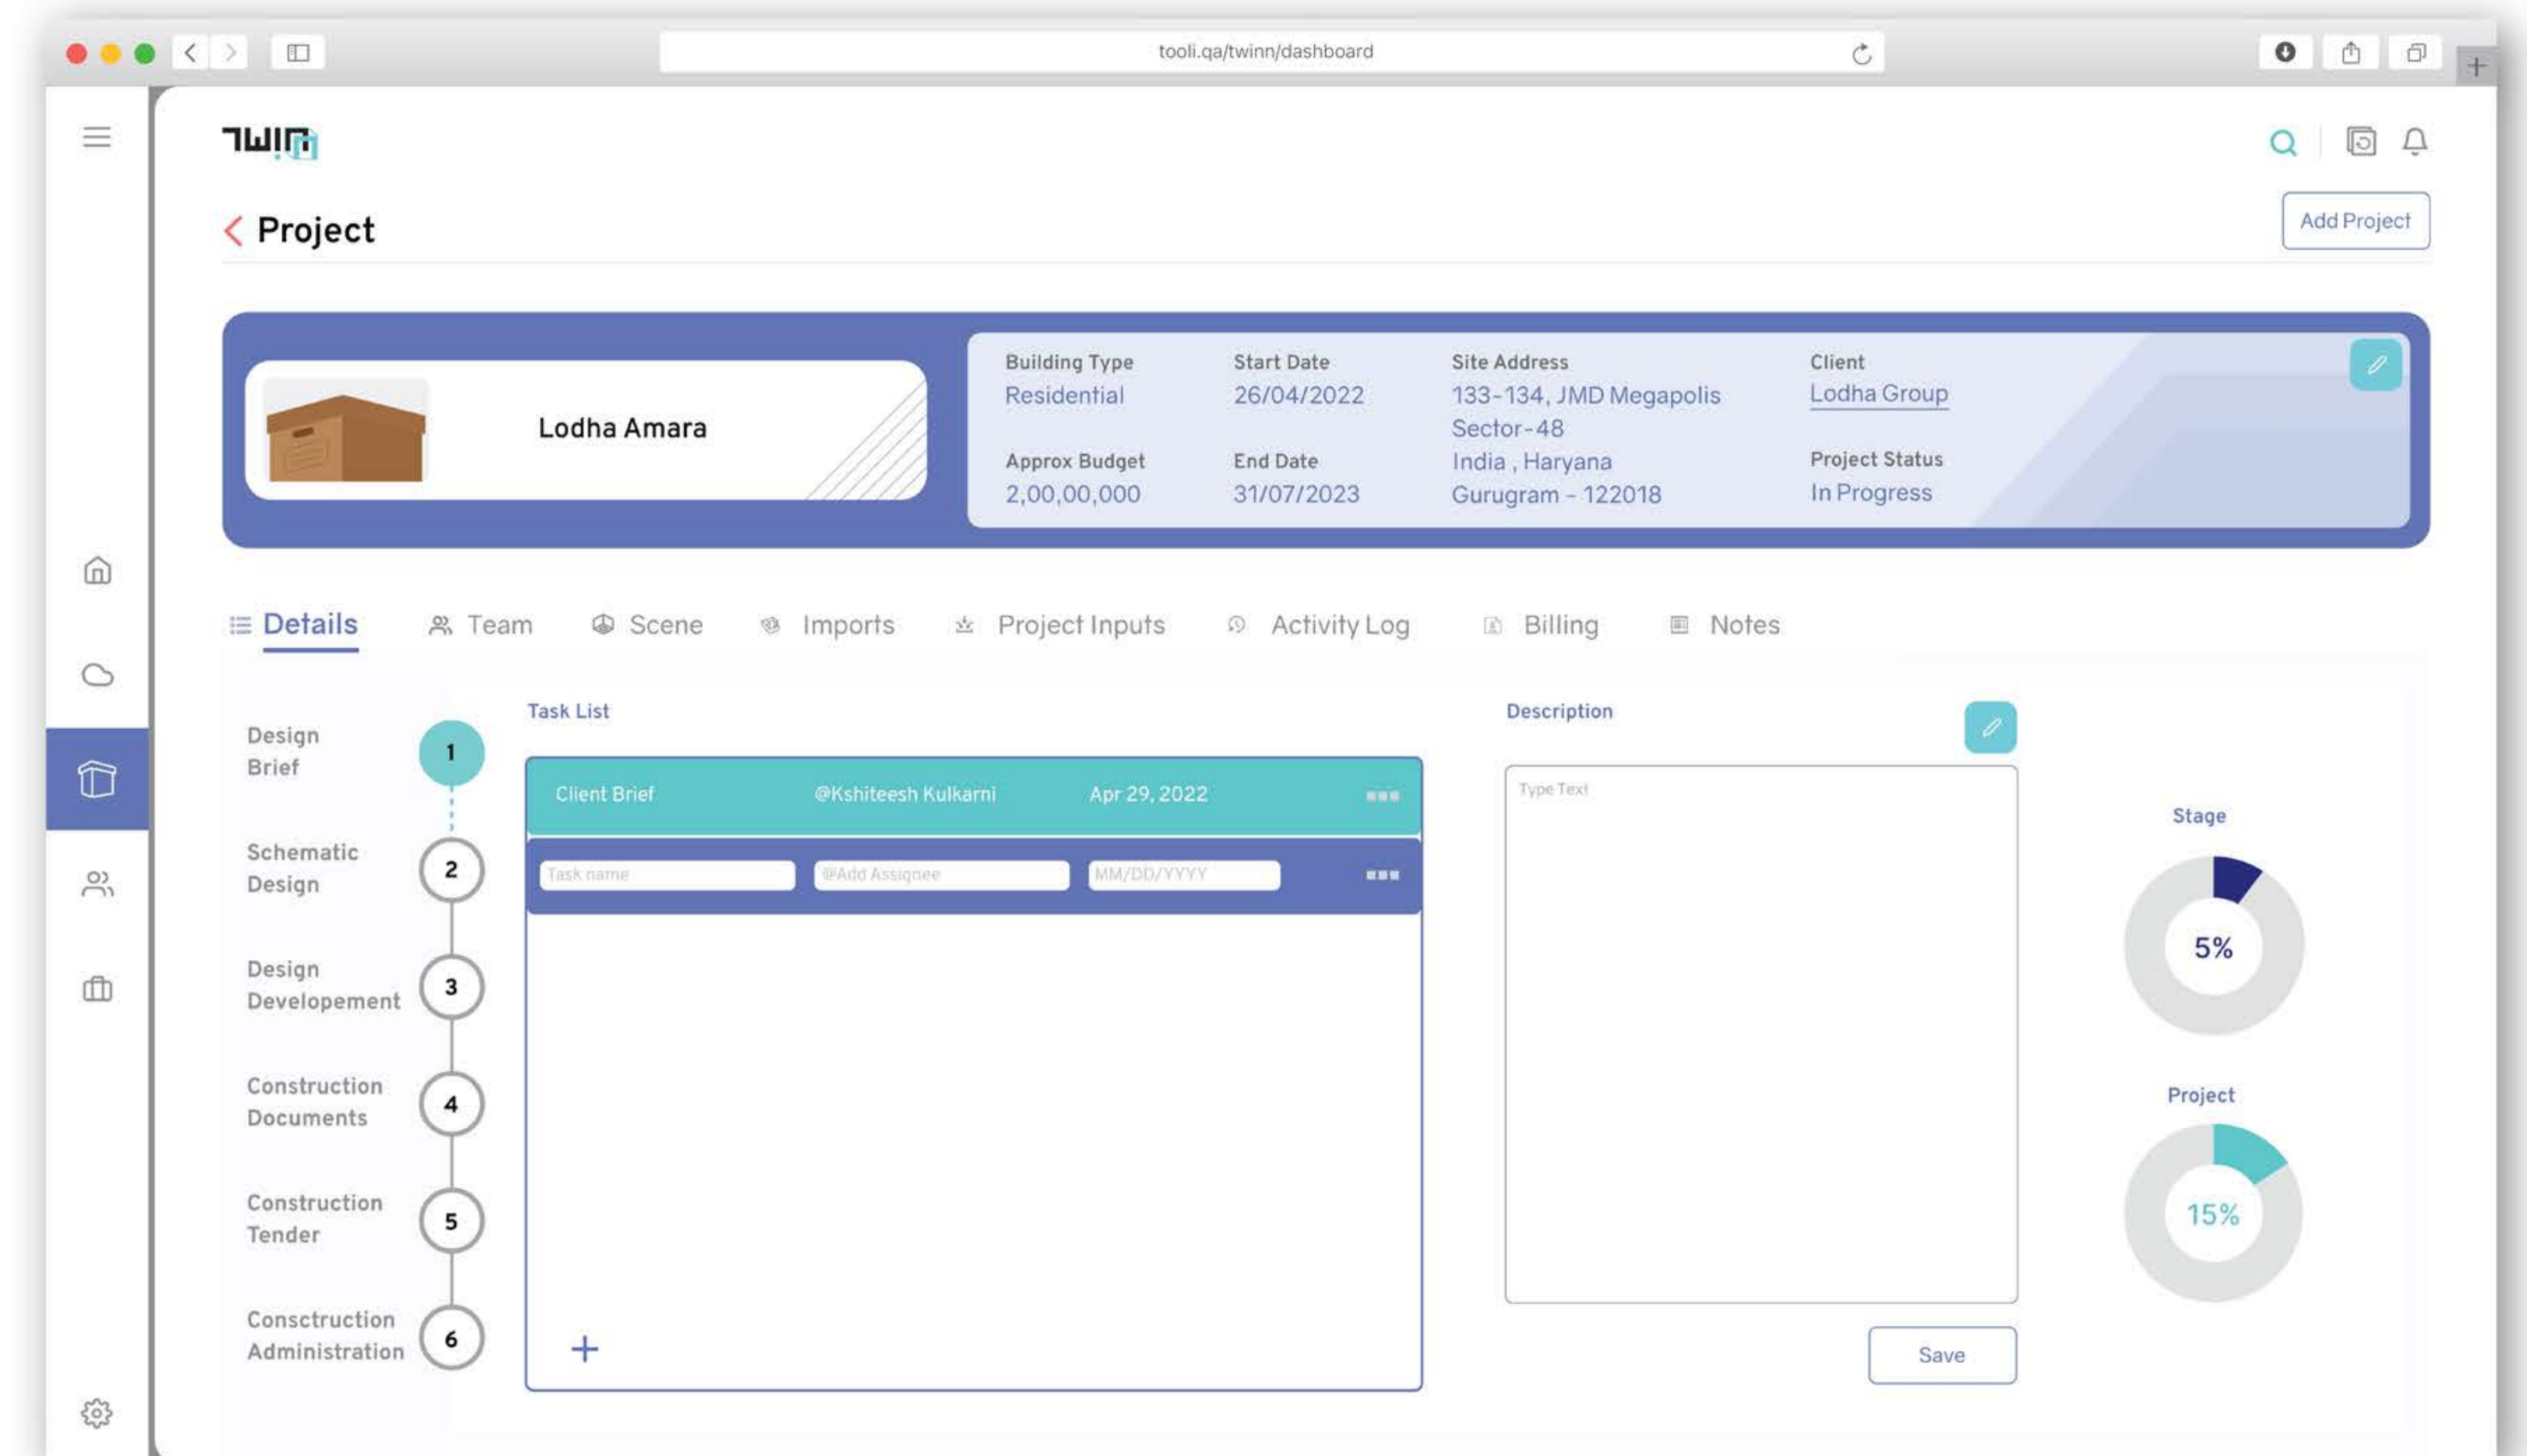 tooli.qa/twinn/dashboard
TWIN
Project
Add Project
Lodha Amara
Building Type
Residential
Approx Budget
2,00,00,000
Start Date
26/04/2022
End Date
31/07/2023
Site Address
133-134, JMD Megapolis
Sector-48
India , Haryana
Gurugram - 122018
Client
Lodha Group
Project Status
In Progress
Details Team Scene Imports Project Inputs Activity Log Billing Notes
Design
Brief
1
Schematic
Design
2
Design
Developement
3
Construction
Documents
4
Construction
Tender
5
Consctruction
Administration
6
Task List
Client Brief @Kshiteesh Kulkarni Apr 29, 2022
Task name @Add Assignee MM/DD/YYYY
+
Description
Type Text
Save
Stage
5%
Project
15%